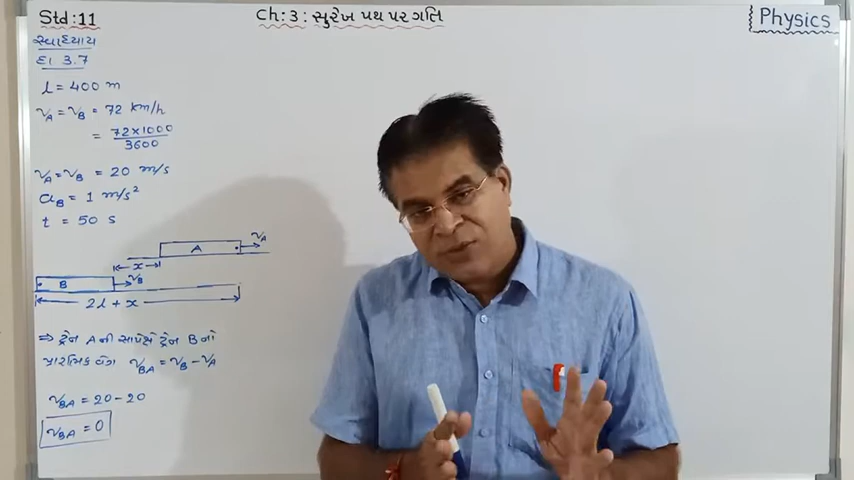 Std:11
Ch:3: સુરેખ પથ પર ગતિ
Physics
સ્વાધ્યાય
દા 3.7
l = 400 m
vA = vB = 72 km/h
= 72×1000 / 3600
vA = vB = 20 m/s
aB = 1 m/s²
t = 50 s
A vA
x
B vB
2l + x
⇒ ટ્રેન A ની સાપેક્ષે ટ્રેન B નો
પ્રારંભિક વેગ vBA = vB - vA
vBA = 20-20
vBA = 0